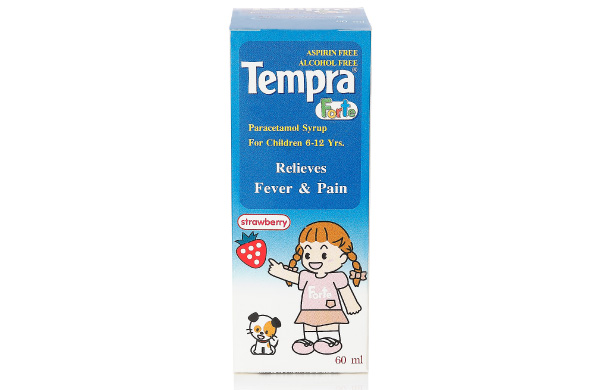 ASPIRIN FREE
ALCOHOL FREE
Tempra®
Forte
Paracetamol Syrup
For Children 6-12 Yrs.
Relieves
Fever & Pain
strawberry
Forte
60 ml